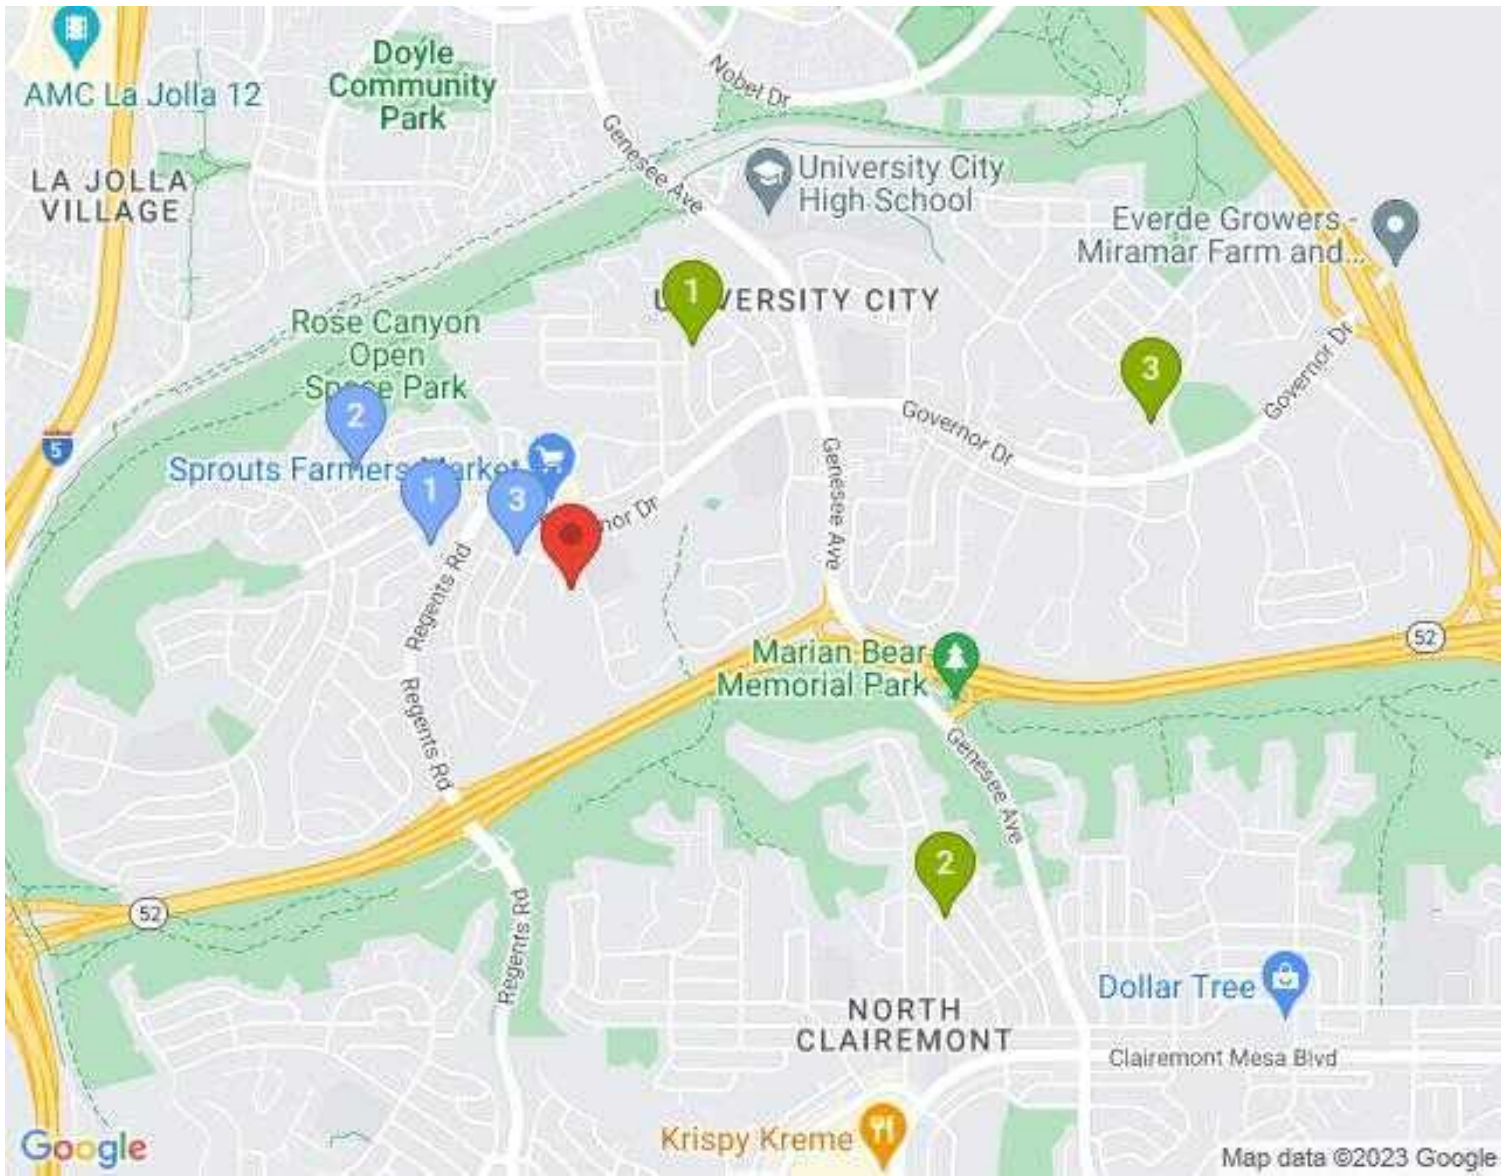 AMC La Jolla 12
Doyle
Community
Park
Nobel Dr
Genesee Ave
LA JOLLA
VILLAGE
University City
High School
Everde Growers -
Miramar Farm and...
1
VERSITY CITY
Rose Canyon
Open
Space Park
3
Governor Dr
Governor Dr
2
5
Sprouts Farmers Market
1
3
nor Dr
Genesee Ave
Regents Rd
52
Marian Bear
Memorial Park
Regents Rd
Genesee Ave
2
52
Regents Rd
Dollar Tree
NORTH
CLAIREMONT
Clairemont Mesa Blvd
Krispy Kreme
Google
Map data ©2023 Google